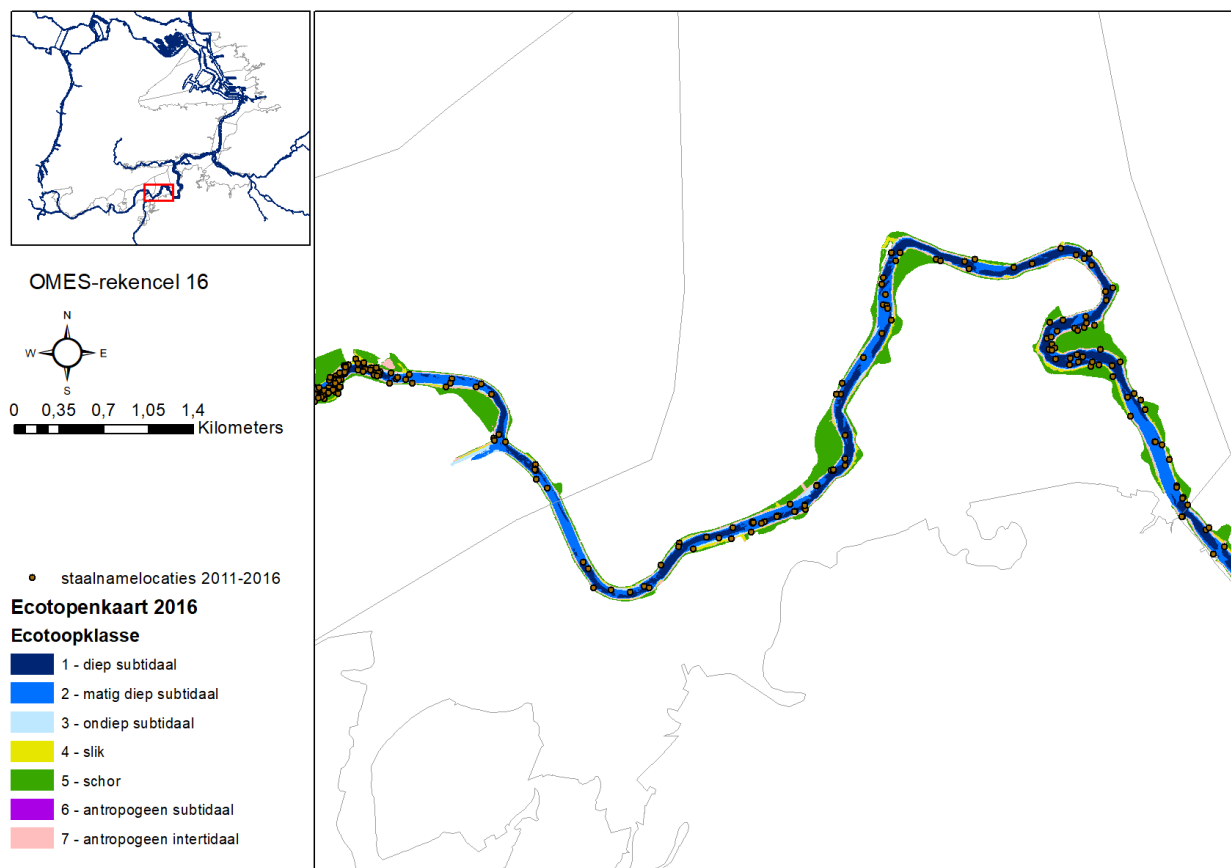 OMES-rekencel 16
N
W E
S
0 0,35 0,7 1,05 1,4
Kilometers
staalnamelocaties 2011-2016
Ecotopenkaart 2016
Ecotoopklasse
1 - diep subtidaal
2 - matig diep subtidaal
3 - ondiep subtidaal
4 - slik
5 - schor
6 - antropogeen subtidaal
7 - antropogeen intertidaal